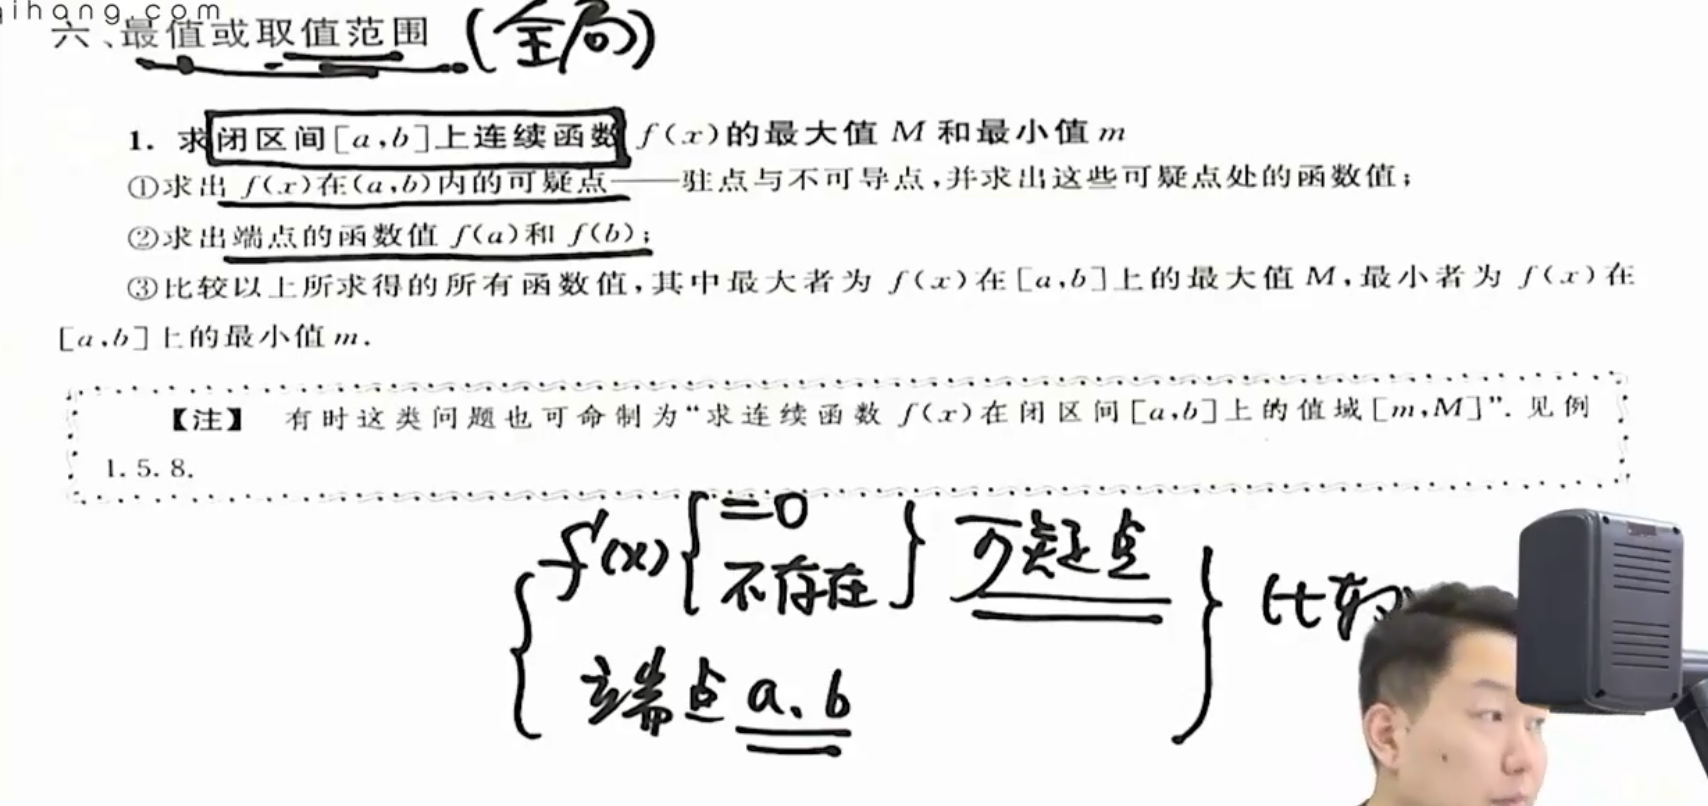 qihang.com
六、最值或取值范围 (全局)
1. 求闭区间[a,b]上连续函数 f(x)的最大值 M 和最小值 m
①求出 f(x)在(a,b)内的可疑点——驻点与不可导点,并求出这些可疑点处的函数值;
②求出端点的函数值 f(a)和 f(b);
③比较以上所求得的所有函数值,其中最大者为 f(x)在[a,b]上的最大值 M,最小者为 f(x)在
[a,b]上的最小值 m.
【注】 有时这类问题也可命制为“求连续函数 f(x)在闭区间[a,b]上的值域[m,M]”. 见例
1.5.8.
f'(x) { =0
不存在 } 可疑点
端点 a、b } 比较